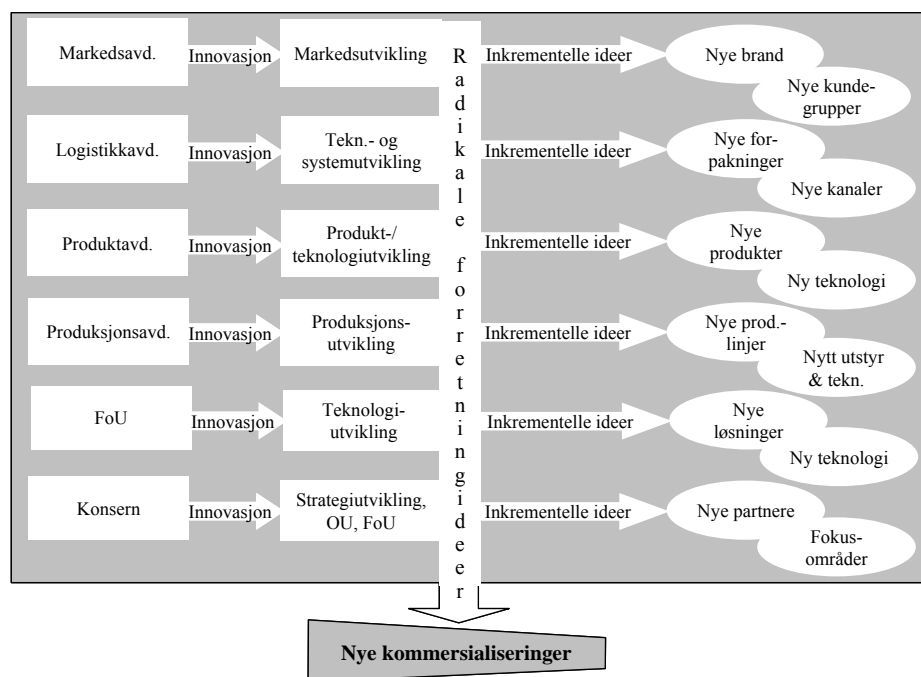 Markedsavd.
Innovasjon
Markedsutvikling
Inkrementelle ideer
Nye brand
Nye kunde-
grupper
Logistikkavd.
Innovasjon
Tekn.- og
systemutvikling
Inkrementelle ideer
Nye for-
pakninger
Nye kanaler
Produktavd.
Innovasjon
Produkt-/
teknologiutvikling
Inkrementelle ideer
Nye
produkter
Ny teknologi
Produksjonsavd.
Innovasjon
Produksjons-
utvikling
Inkrementelle ideer
Nye prod.-
linjer
Nytt utstyr
& tekn.
FoU
Innovasjon
Teknologi-
utvikling
Inkrementelle ideer
Nye
løsninger
Ny teknologi
Konsern
Innovasjon
Strategiutvikling,
OU, FoU
Inkrementelle ideer
Nye partnere
Fokus-
områder
Radikale forretningideer
Nye kommersialiseringer